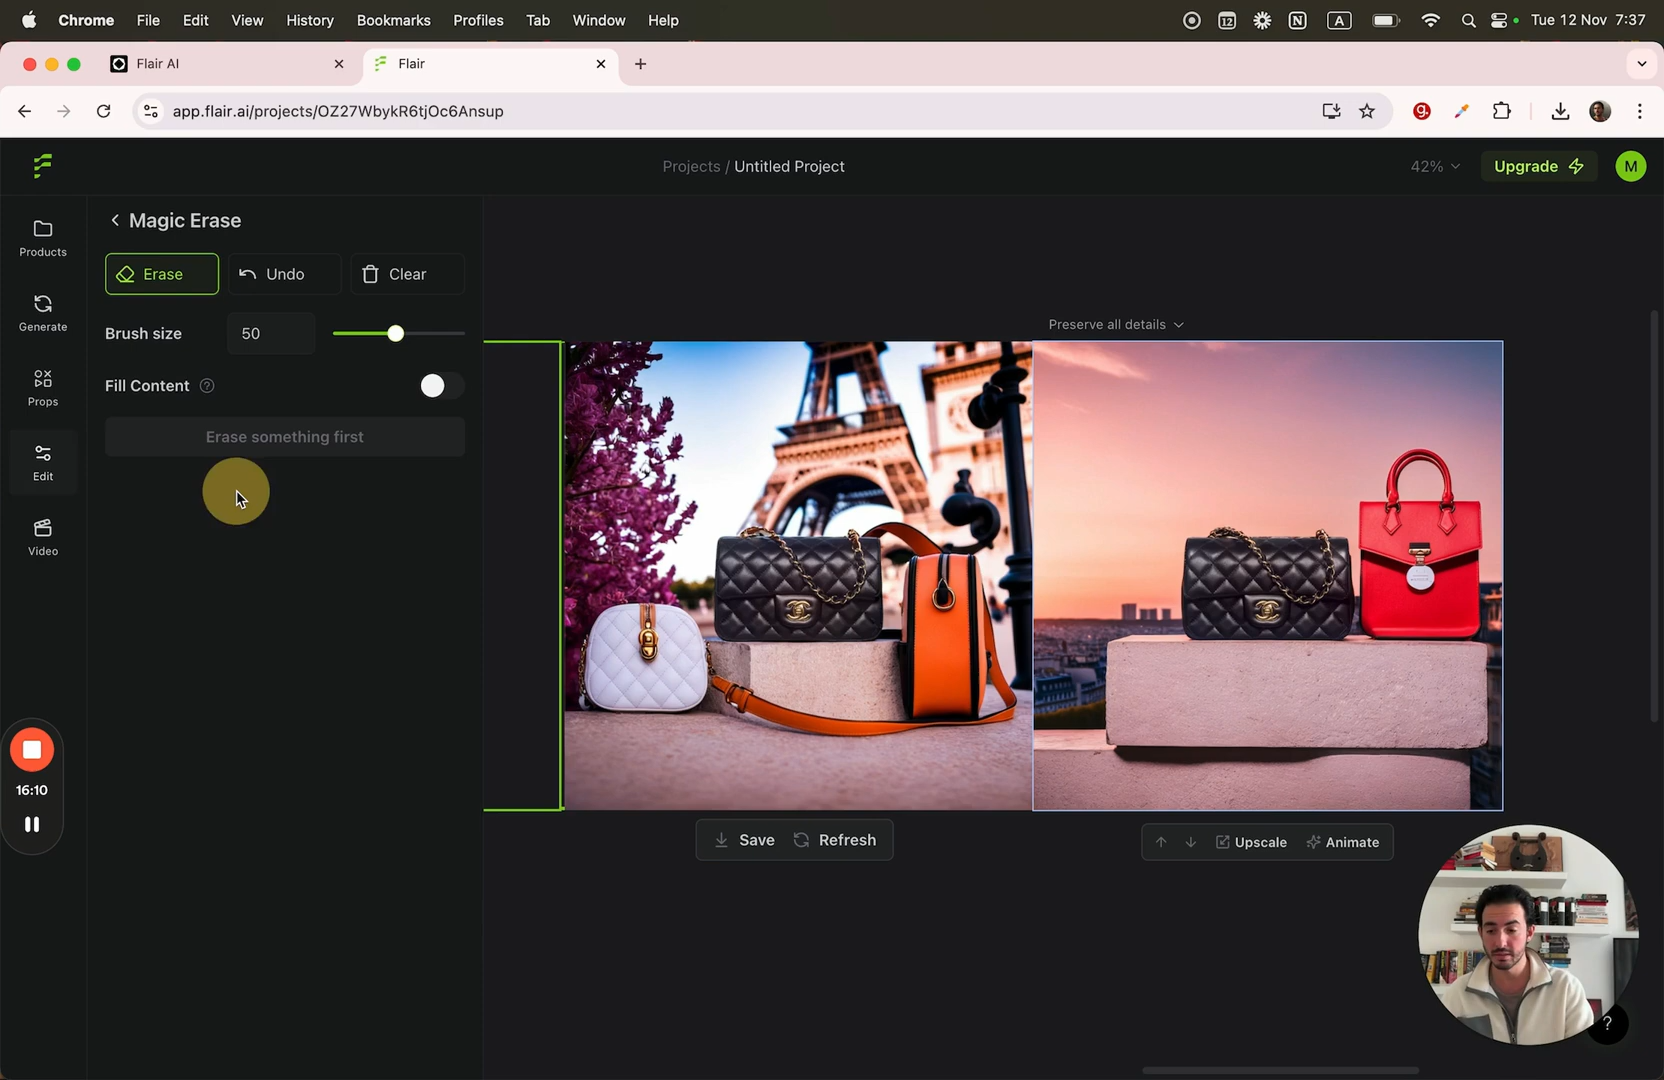 Chrome File Edit View History Bookmarks Profiles Tab Window Help 12 N A Tue 12 Nov 7:37
Flair AI Flair
app.flair.ai/projects/OZ27WbykR6tjOc6Ansup g.
Projects / Untitled Project 42% Upgrade M
Magic Erase
Products
Erase Undo Clear
Generate
Brush size 50
Preserve all details
Props
Fill Content ?
Edit
Erase something first
Video
16:10
Save Refresh
Upscale Animate
?